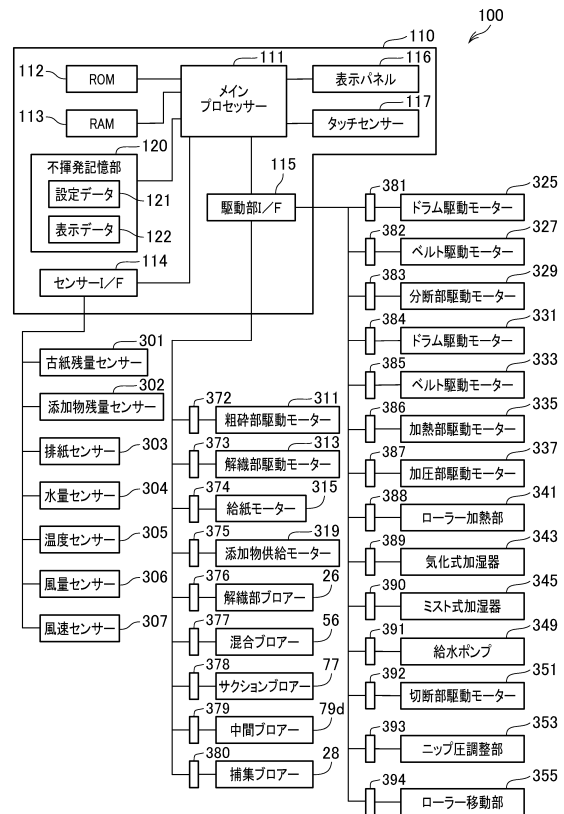 100
110
111
メイン
プロセッサー
112
ROM
113
RAM
116
表示パネル
117
タッチセンサー
120
不揮発記憶部
設定データ
121
表示データ
122
115
駆動部I/F
114
センサーI/F
301
古紙残量センサー
302
添加物残量センサー
排紙センサー
303
水量センサー
304
温度センサー
305
風量センサー
306
風速センサー
307
372
311
粗砕部駆動モーター
373
313
解繊部駆動モーター
374
315
給紙モーター
375
319
添加物供給モーター
376
26
解繊部ブロアー
377
56
混合ブロアー
378
77
サクションブロアー
379
79d
中間ブロアー
380
28
捕集ブロアー
381
325
ドラム駆動モーター
382
327
ベルト駆動モーター
383
329
分断部駆動モーター
384
331
ドラム駆動モーター
385
333
ベルト駆動モーター
386
335
加熱部駆動モーター
387
337
加圧部駆動モーター
388
341
ローラー加熱部
389
343
気化式加湿器
390
345
ミスト式加湿器
391
349
給水ポンプ
392
351
切断部駆動モーター
393
353
ニップ圧調整部
394
355
ローラー移動部